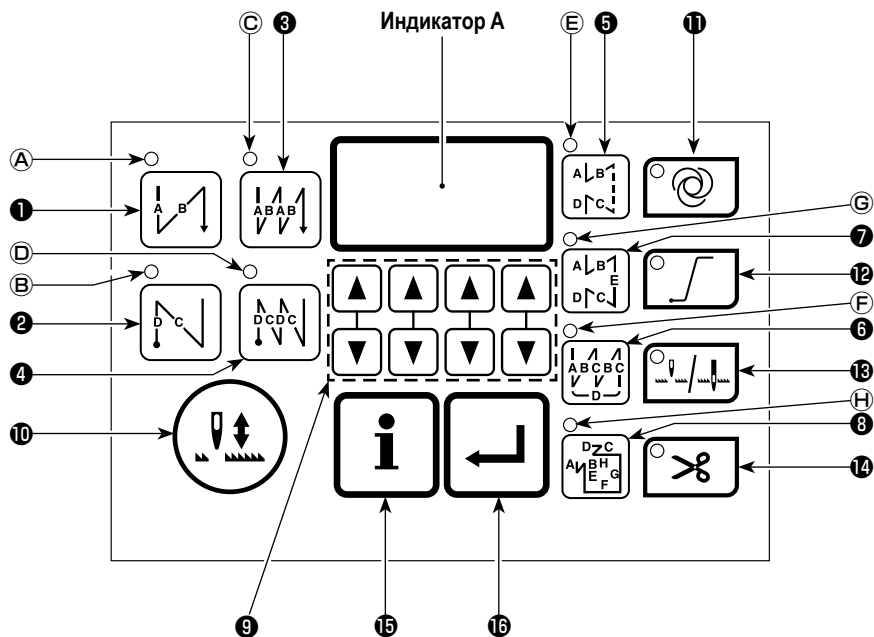 Ⓒ ❸ Индикатор А Ⓔ ❺ ⓫
Ⓐ
❶ A B
A B A B
A B D C
Ⓖ
❼
Ⓓ
Ⓑ
A B E D C
⓬
❷ D C
D C D C
Ⓕ
❻
A B C B C D
❹
⓭
❿
Ⓗ
❽
i
D C A B H E G F
⓮
❾ ⓯ ⓰